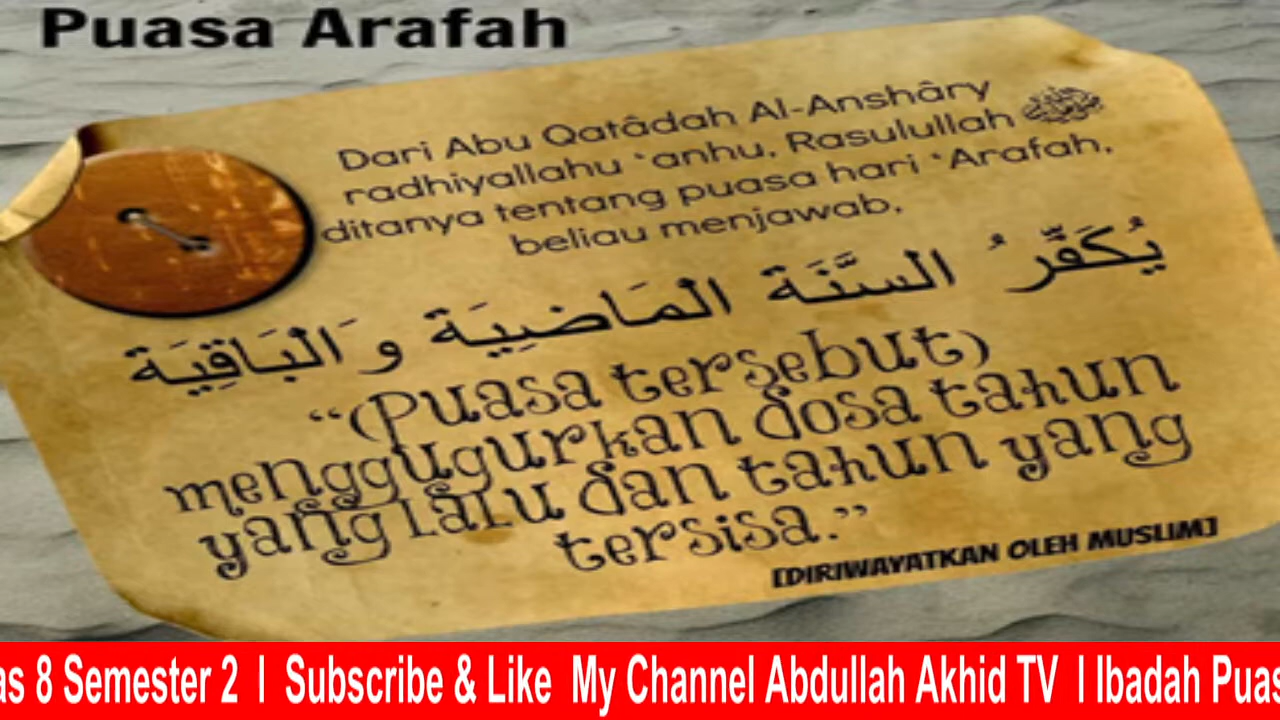 Puasa Arafah
Dari Abu Qatâdah Al-Anshâry
radhiyallahu ‘anhu, Rasulullah ﷺ
ditanya tentang puasa hari ‘Arafah,
beliau menjawab,
يُكَفِّرُ السَّنَةَ المَاضِيَةَ وَالبَاقِيَةَ
“(Puasa tersebut)
menggugurkan dosa tahun
yang lalu dan tahun yang
tersisa.”
[DIRIWAYATKAN OLEH MUSLIM]
as 8 Semester 2 I Subscribe & Like My Channel Abdullah Akhid TV I Ibadah Puas